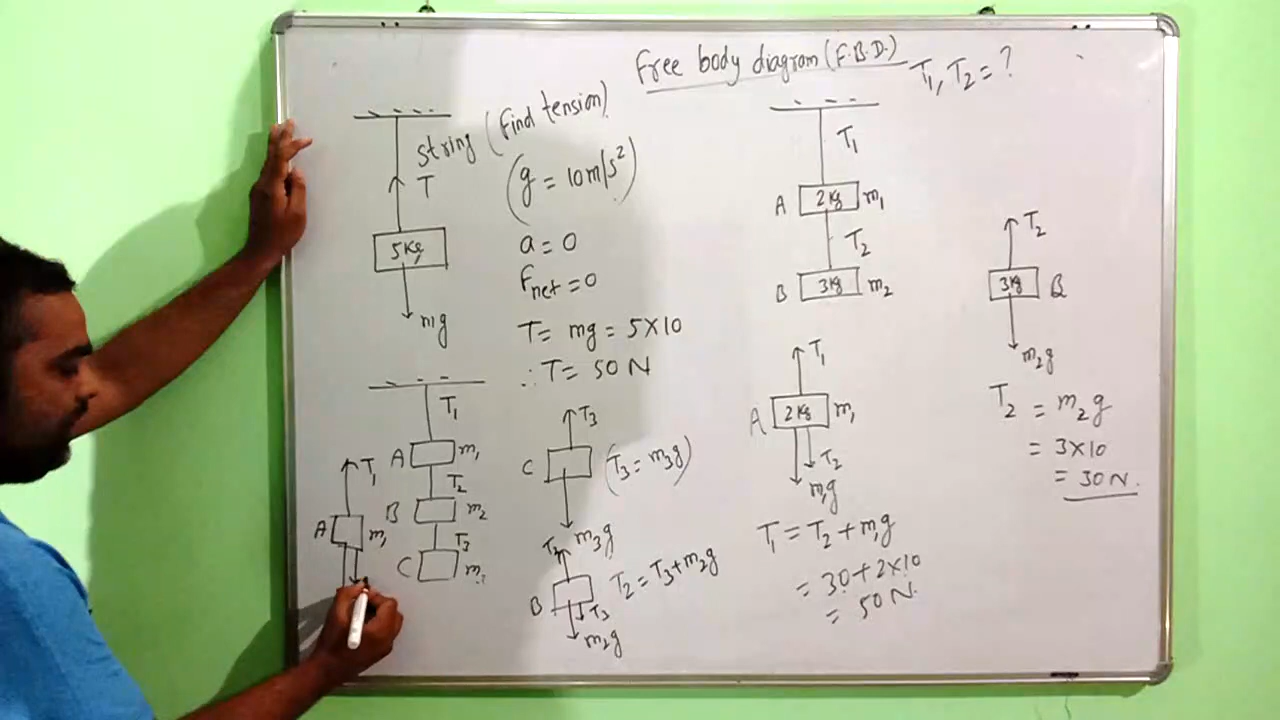 Free body diagram (F.B.D.)
T₁, T₂ = ?
String (Find tension)
T
(g = 10 m/s²)
5Kg
mg
a = 0
Fnet = 0
T = mg = 5×10
∴ T = 50 N
T₁
A 2Kg m₁
T₂
B 3Kg m₂
T₂
3Kg B
m₂g
T₂ = m₂g
= 3×10
= 30 N.
T₁
A 2Kg m₁
T₂
m₁g
T₁ = T₂ + m₁g
= 30 + 2×10
= 50 N.
T₁
A m₁
T₂
B m₂
T₃
C
T₁
A m₁
T₃
C (T₃ = m₃g)
m₃g
T₂
B T₂ = T₃ + m₂g
T₃
m₂g